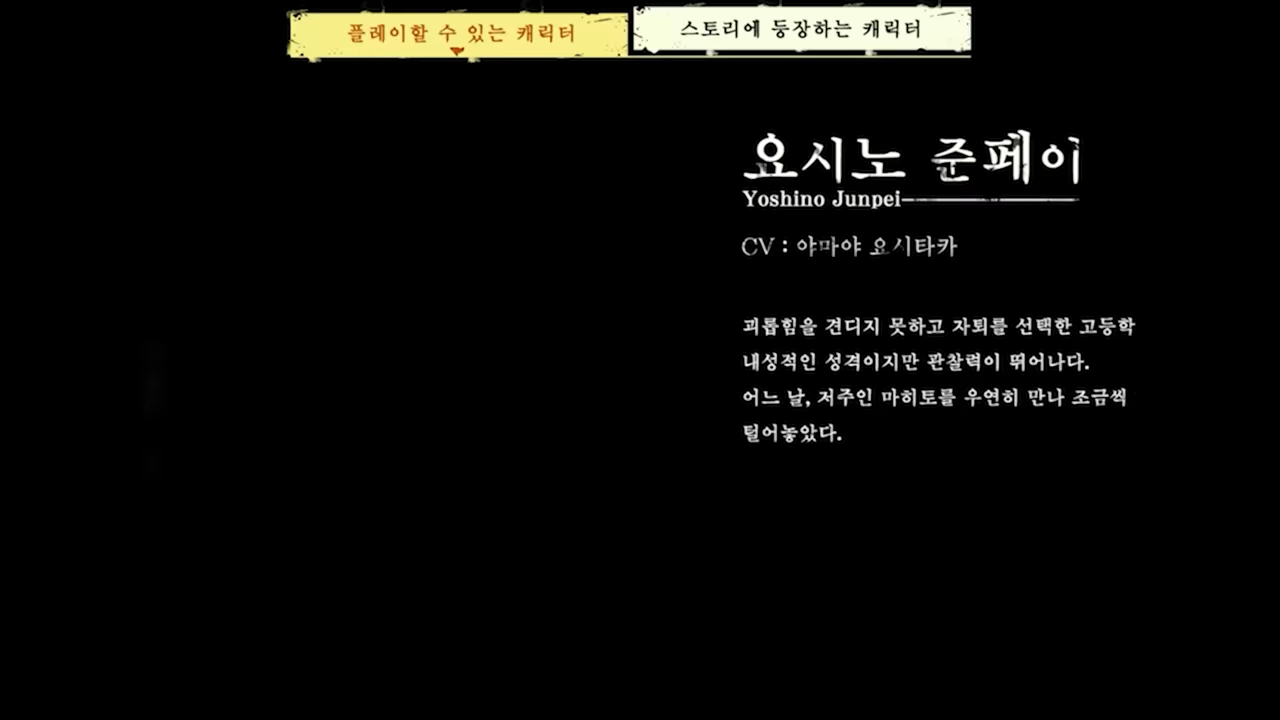 플레이할 수 있는 캐릭터
스토리에 등장하는 캐릭터
요시노 준페이
Yoshino Junpei
CV : 야마야 요시타카
괴롭힘을 견디지 못하고 자퇴를 선택한 고등학
내성적인 성격이지만 관찰력이 뛰어나다.
어느 날, 저주인 마히토를 우연히 만나 조금씩
털어놓았다.